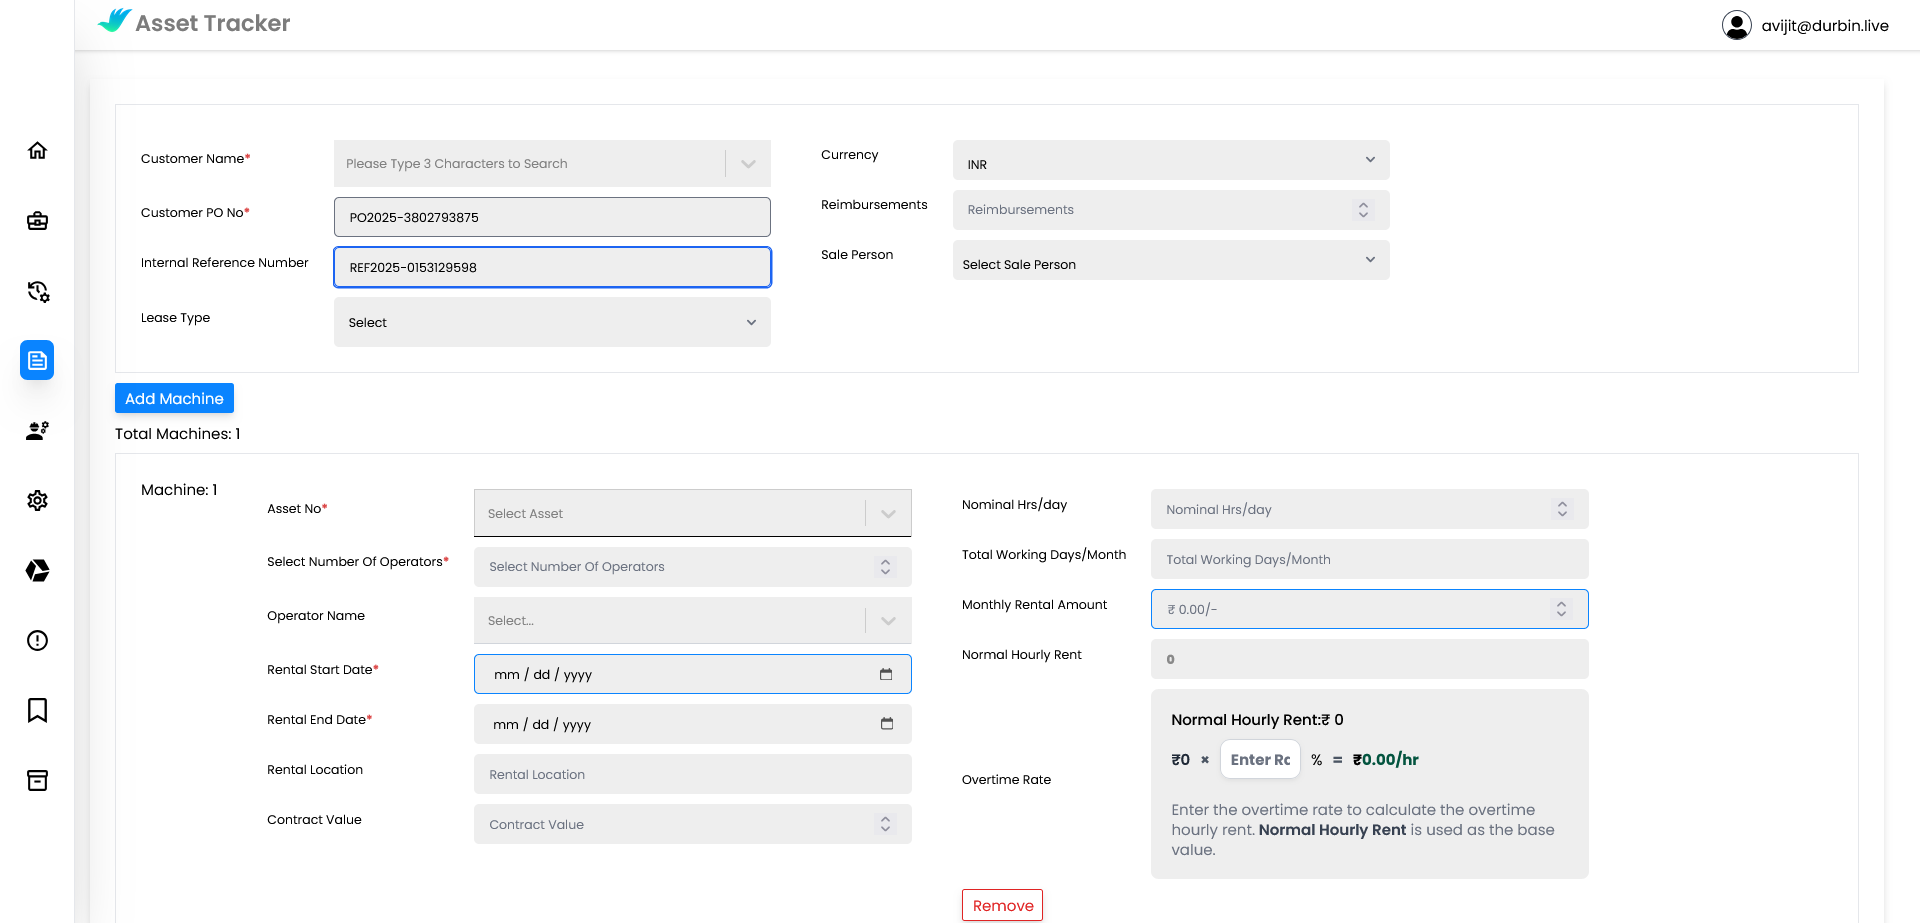 Asset Tracker
avijit@durbin.live
Customer Name*
Please Type 3 Characters to Search
Customer PO No*
PO2025-3802793875
Internal Reference Number
REF2025-0153129598
Lease Type
Select
Currency
INR
Reimbursements
Reimbursements
Sale Person
Select Sale Person
Add Machine
Total Machines: 1
Machine: 1
Asset No*
Select Asset
Select Number Of Operators*
Select Number Of Operators
Operator Name
Select...
Rental Start Date*
mm / dd / yyyy
Rental End Date*
mm / dd / yyyy
Rental Location
Rental Location
Contract Value
Contract Value
Nominal Hrs/day
Nominal Hrs/day
Total Working Days/Month
Total Working Days/Month
Monthly Rental Amount
₹ 0.00/-
Normal Hourly Rent
0
Overtime Rate
Normal Hourly Rent:₹ 0
₹0 × Enter Rc % = ₹0.00/hr
Enter the overtime rate to calculate the overtime
hourly rent. Normal Hourly Rent is used as the base
value.
Remove